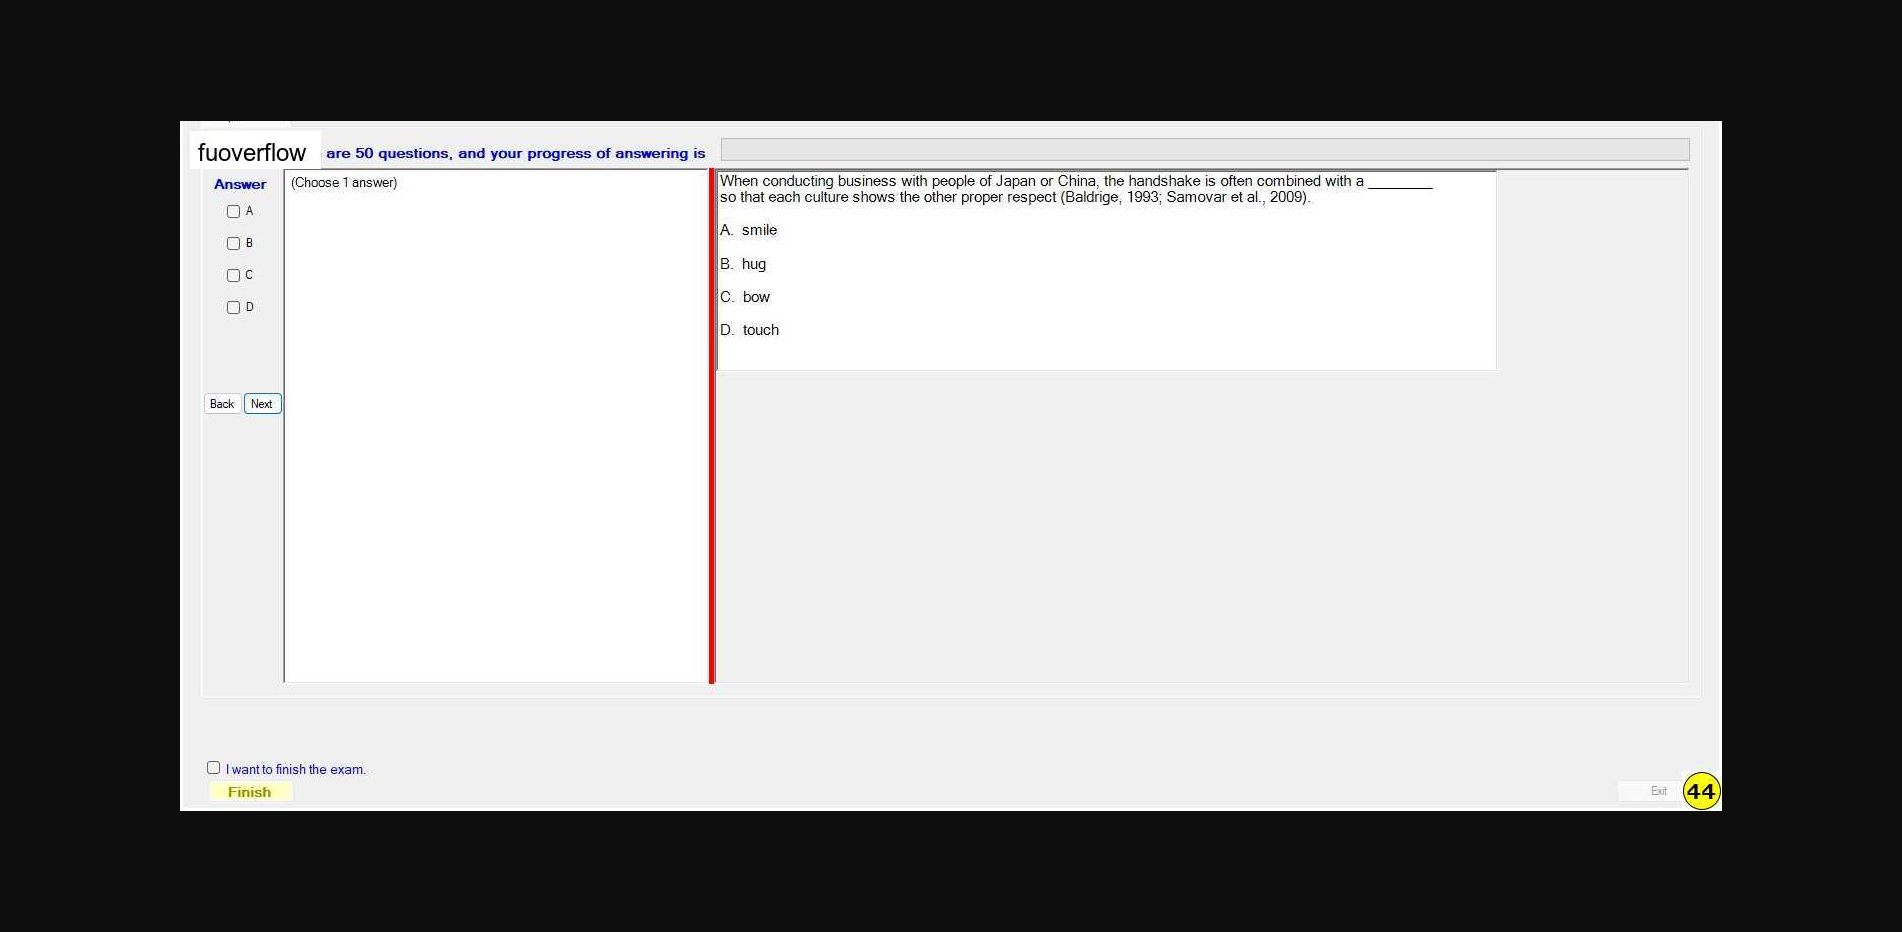 fuoverflow are 50 questions, and your progress of answering is
Answer
(Choose 1 answer)
A
B
C
D
Back Next
When conducting business with people of Japan or China, the handshake is often combined with a ________
so that each culture shows the other proper respect (Baldrige, 1993; Samovar et al., 2009).
A. smile
B. hug
C. bow
D. touch
I want to finish the exam.
Finish
Exit
44